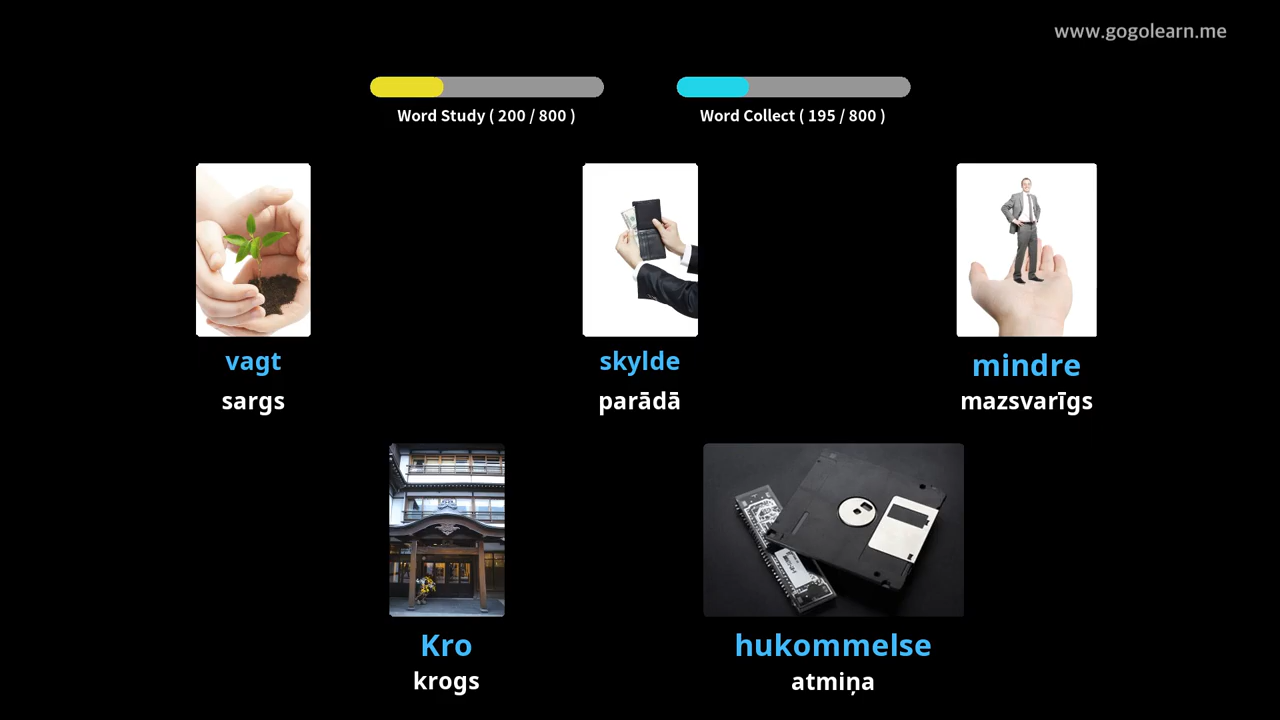 www.gogolearn.me
Word Study ( 200 / 800 )
Word Collect ( 195 / 800 )
vagt
sargs
skylde
parādā
mindre
mazsvarīgs
Kro
krogs
hukommelse
atmiņa